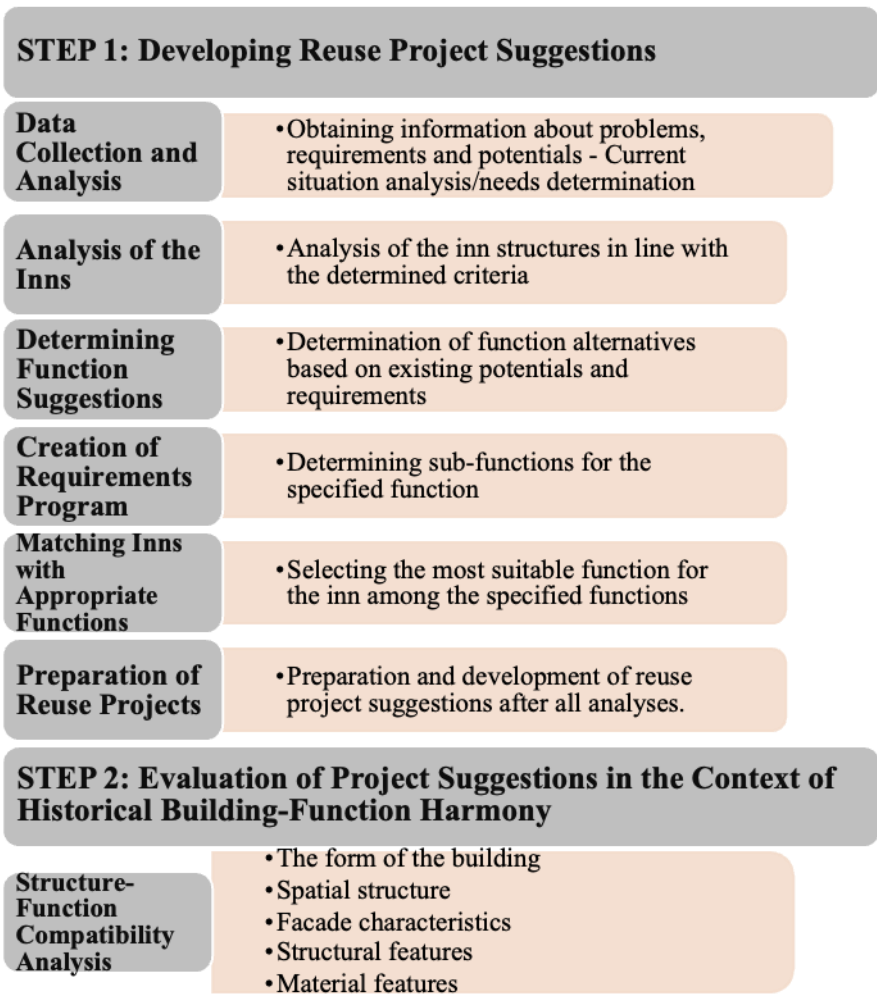 STEP 1: Developing Reuse Project Suggestions
Data
Collection and
Analysis
•Obtaining information about problems,
requirements and potentials - Current
situation analysis/needs determination
Analysis of the
Inns
•Analysis of the inn structures in line with
the determined criteria
Determining
Function
Suggestions
•Determination of function alternatives
based on existing potentials and
requirements
Creation of
Requirements
Program
•Determining sub-functions for the
specified function
Matching Inns
with
Appropriate
Functions
•Selecting the most suitable function for
the inn among the specified functions
Preparation of
Reuse Projects
•Preparation and development of reuse
project suggestions after all analyses.
STEP 2: Evaluation of Project Suggestions in the Context of
Historical Building-Function Harmony
Structure-
Function
Compatibility
Analysis
•The form of the building
•Spatial structure
•Facade characteristics
•Structural features
•Material features